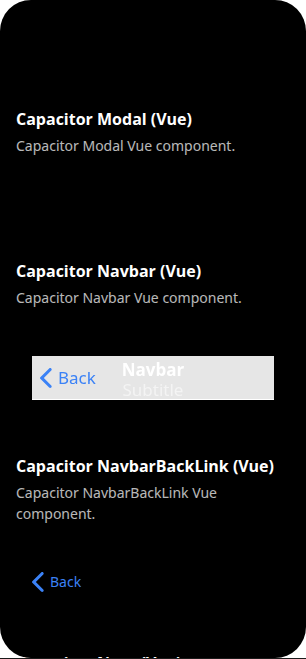 Capacitor Modal (Vue)
Capacitor Modal Vue component.
Capacitor Navbar (Vue)
Capacitor Navbar Vue component.
Back
Navbar
Subtitle
Capacitor NavbarBackLink (Vue)
Capacitor NavbarBackLink Vue
component.
Back